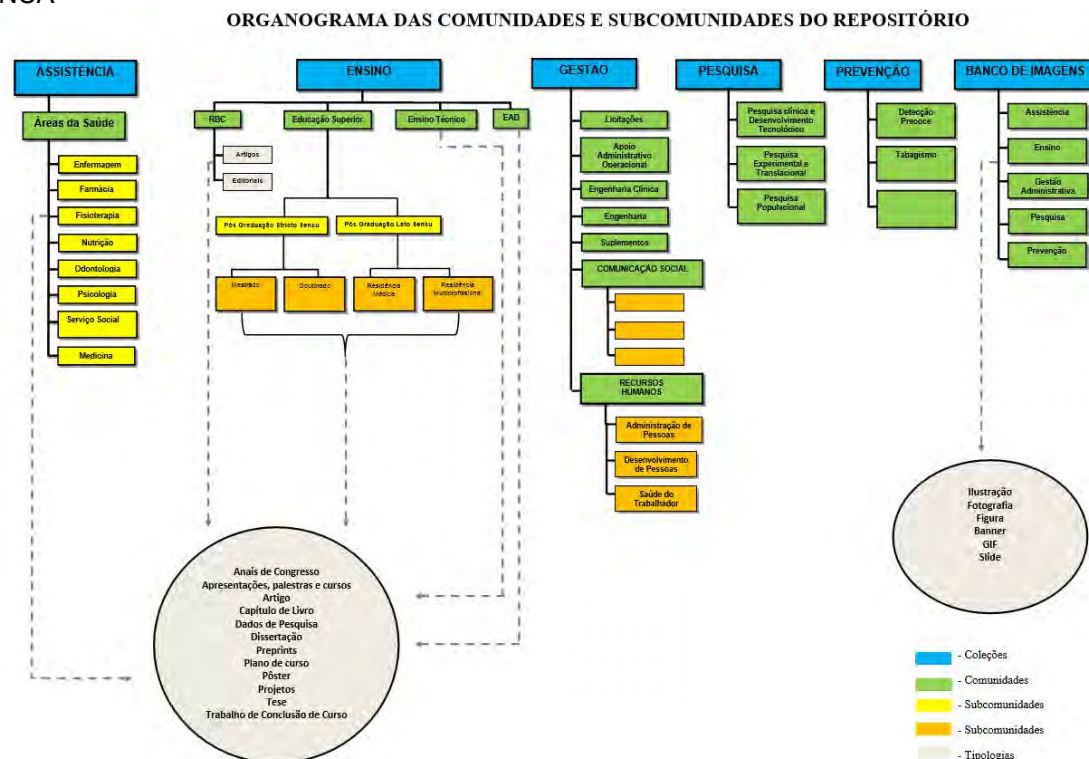 ORGANOGRAMA DAS COMUNIDADES E SUBCOMUNIDADES DO REPOSITÓRIO
ASSISTÊNCIA
Áreas da Saúde
Enfermagem
Farmácia
Fisioterapia
Nutrição
Odontologia
Psicologia
Serviço Social
Medicina
ENSINO
RBC
Educação Superior
Ensino Técnico
EAD
Artigos
Editoriais
Pós Graduação Stricto Sensu
Pós Graduação Lato Sensu
Mestrado
Doutorado
Residência
Médica
Residência
Multiprofissional
GESTÃO
Licitações
Apoio
Administrativo
Operacional
Engenharia Clínica
Engenharia
Suplementos
COMUNICAÇÃO SOCIAL
RECURSOS
HUMANOS
Administração de
Pessoas
Desenvolvimento
de Pessoas
Saúde do
Trabalhador
PESQUISA
Pesquisa clínica e
Desenvolvimento
Tecnológico
Pesquisa
Experimental e
Translacional
Pesquisa
Populacional
PREVENÇÃO
Detecção
Precoce
Tabagismo
BANCO DE IMAGENS
Assistência
Ensino
Gestão
Administrativa
Pesquisa
Prevenção
Anais de Congresso
Apresentações, palestras e cursos
Artigo
Capítulo de Livro
Dados de Pesquisa
Dissertação
Preprints
Plano de curso
Pôster
Projetos
Tese
Trabalho de Conclusão de Curso
Ilustração
Fotografia
Figura
Banner
GIF
Slide
- Coleções
- Comunidades
- Subcomunidades
- Subcomunidades
- Tipologias